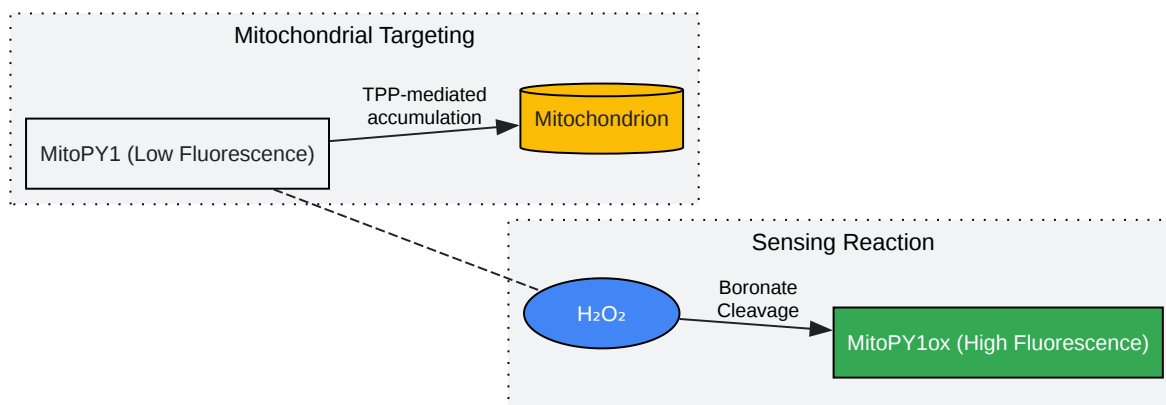 Mitochondrial Targeting
TPP-mediated
accumulation
Mitochondrion
MitoPY1 (Low Fluorescence)
Sensing Reaction
Boronate
Cleavage
H₂O₂
MitoPY1ox (High Fluorescence)